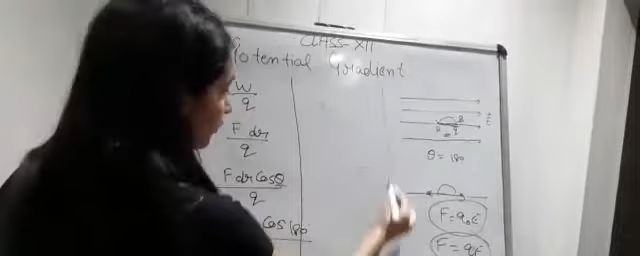 CLASS-XII
Potential Gradient
W
q
F dr
q
F dr Cosθ
q
cos 180
E
θ = 180
F = q₀E
F = qE